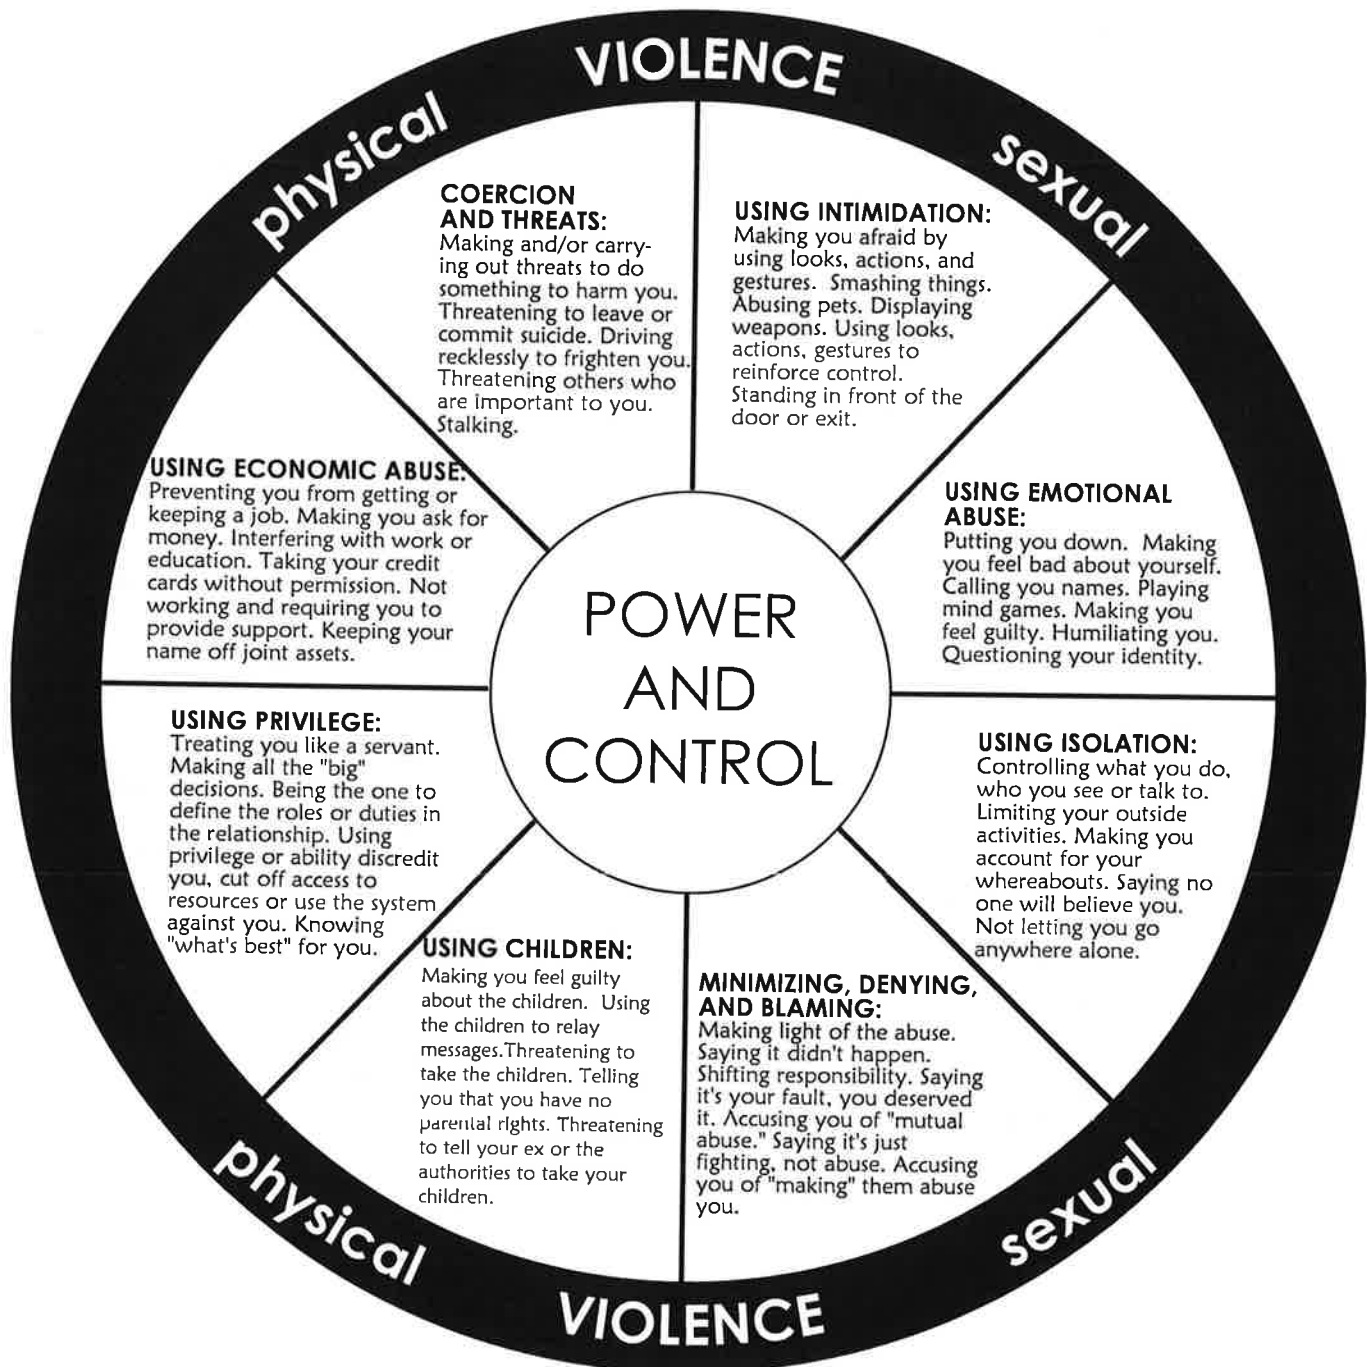 VIOLENCE
physical
sexual
COERCION
AND THREATS:
Making and/or carry-
ing out threats to do
something to harm you.
Threatening to leave or
commit suicide. Driving
recklessly to frighten you.
Threatening others who
are important to you.
Stalking.
USING INTIMIDATION:
Making you afraid by
using looks, actions, and
gestures. Smashing things.
Abusing pets. Displaying
weapons. Using looks,
actions, gestures to
reinforce control.
Standing in front of the
door or exit.
USING ECONOMIC ABUSE:
Preventing you from getting or
keeping a job. Making you ask for
money. Interfering with work or
education. Taking your credit
cards without permission. Not
working and requiring you to
provide support. Keeping your
name off joint assets.
USING EMOTIONAL
ABUSE:
Putting you down. Making
you feel bad about yourself.
Calling you names. Playing
mind games. Making you
feel guilty. Humiliating you.
Questioning your identity.
POWER
AND
CONTROL
USING PRIVILEGE:
Treating you like a servant.
Making all the "big"
decisions. Being the one to
define the roles or duties in
the relationship. Using
privilege or ability discredit
you, cut off access to
resources or use the system
against you. Knowing
"what's best" for you.
USING ISOLATION:
Controlling what you do,
who you see or talk to.
Limiting your outside
activities. Making you
account for your
whereabouts. Saying no
one will believe you.
Not letting you go
anywhere alone.
USING CHILDREN:
Making you feel guilty
about the children. Using
the children to relay
messages.Threatening to
take the children. Telling
you that you have no
parental rights. Threatening
to tell your ex or the
authorities to take your
children.
MINIMIZING, DENYING,
AND BLAMING:
Making light of the abuse.
Saying it didn't happen.
Shifting responsibility. Saying
it's your fault, you deserved
it. Accusing you of "mutual
abuse." Saying it's just
fighting, not abuse. Accusing
you of "making" them abuse
you.
physical
sexual
VIOLENCE